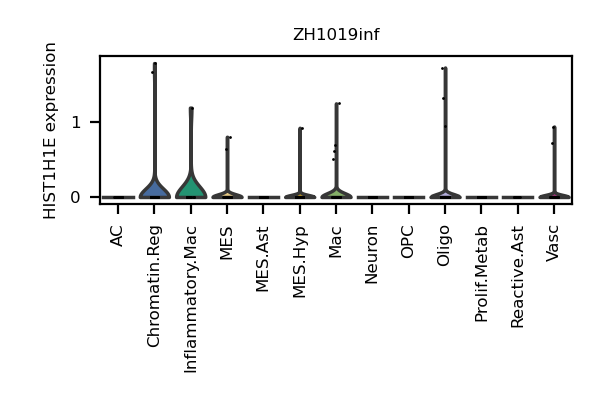 ZH1019inf
HIST1H1E expression
1
0
AC
Chromatin.Reg
Inflammatory.Mac
MES
MES.Ast
MES.Hyp
Mac
Neuron
OPC
Oligo
Prolif.Metab
Reactive.Ast
Vasc